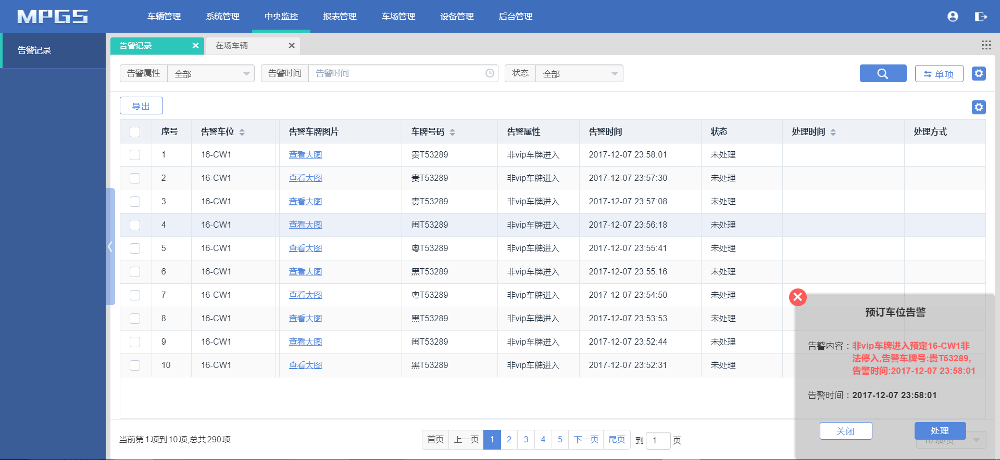 MPGS
车辆管理 系统管理 中央监控 报表管理 车场管理 设备管理 后台管理
告警记录
告警记录 在场车辆
告警属性 全部 告警时间 告警时间 状态 全部 单项
导出
序号 告警车位 告警车牌图片 车牌号码 告警属性 告警时间 状态 处理时间 处理方式
1 16-CW1 查看大图 贵T53289 非vip车牌进入 2017-12-07 23:58:01 未处理
2 16-CW1 查看大图 贵T53289 非vip车牌进入 2017-12-07 23:57:30 未处理
3 16-CW1 查看大图 贵T53289 非vip车牌进入 2017-12-07 23:57:08 未处理
4 16-CW1 查看大图 闽T53289 非vip车牌进入 2017-12-07 23:56:18 未处理
5 16-CW1 查看大图 粤T53289 非vip车牌进入 2017-12-07 23:55:41 未处理
6 16-CW1 查看大图 黑T53289 非vip车牌进入 2017-12-07 23:55:16 未处理
7 16-CW1 查看大图 粤T53289 非vip车牌进入 2017-12-07 23:54:50 未处理
8 16-CW1 查看大图 黑T53289 非vip车牌进入 2017-12-07 23:53:53 未处理
9 16-CW1 查看大图 闽T53289 非vip车牌进入 2017-12-07 23:52:44 未处理
10 16-CW1 查看大图 黑T53289 非vip车牌进入 2017-12-07 23:52:31 未处理
预订车位告警
告警内容：非vip车牌进入预定16-CW1非
法停入,告警车牌号:贵T53289,
告警时间:2017-12-07 23:58:01
告警时间：2017-12-07 23:58:01
关闭 处理
当前第1项到10项,总共290项 首页 上一页 1 2 3 4 5 下一页 尾页 到 1 页 10 项/页